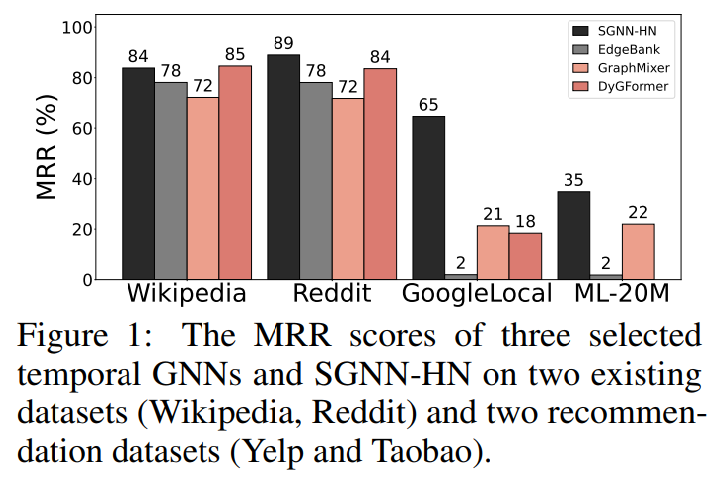 100
80
60
40
20
0
MRR (%)
SGNN-HN
EdgeBank
GraphMixer
DyGFormer
84 78 72 85
89 78 72 84
65 2 21 18
35 2 22
Wikipedia Reddit GoogleLocal ML-20M
Figure 1: The MRR scores of three selected
temporal GNNs and SGNN-HN on two existing
datasets (Wikipedia, Reddit) and two recommen-
dation datasets (Yelp and Taobao).